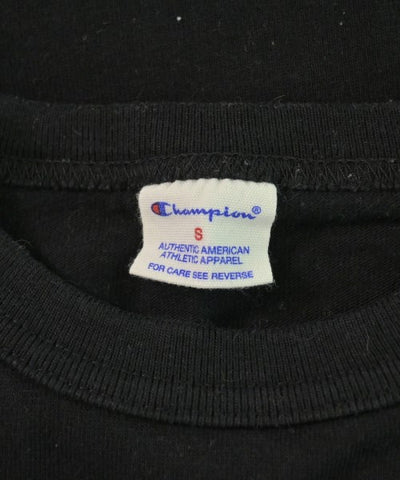 Champion®
S
AUTHENTIC AMERICAN
ATHLETIC APPAREL
FOR CARE SEE REVERSE